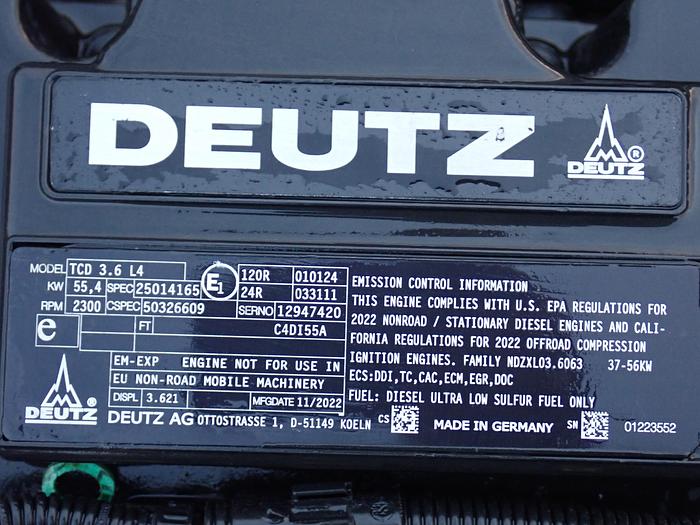 DEUTZ
DEUTZ ®
MODEL TCD 3.6 L4
KW 55,4 SPEC 25014165
RPM 2300 CSPEC 50326609
E1 120R 010124
24R 033111
SERNO 12947420
e FT C4DI55A
EM-EXP ENGINE NOT FOR USE IN
EU NON-ROAD MOBILE MACHINERY
DISPL 3.621 MFGDATE 11/2022
DEUTZ ®
DEUTZ AG OTTOSTRASSE 1, D-51149 KOELN
EMISSION CONTROL INFORMATION
THIS ENGINE COMPLIES WITH U.S. EPA REGULATIONS FOR
2022 NONROAD / STATIONARY DIESEL ENGINES AND CALI-
FORNIA REGULATIONS FOR 2022 OFFROAD COMPRESSION
IGNITION ENGINES. FAMILY NDZXL03.6063 37-56KW
ECS:DDI,TC,CAC,ECM,EGR,DOC
FUEL: DIESEL ULTRA LOW SULFUR FUEL ONLY
CS MADE IN GERMANY SN 01223552